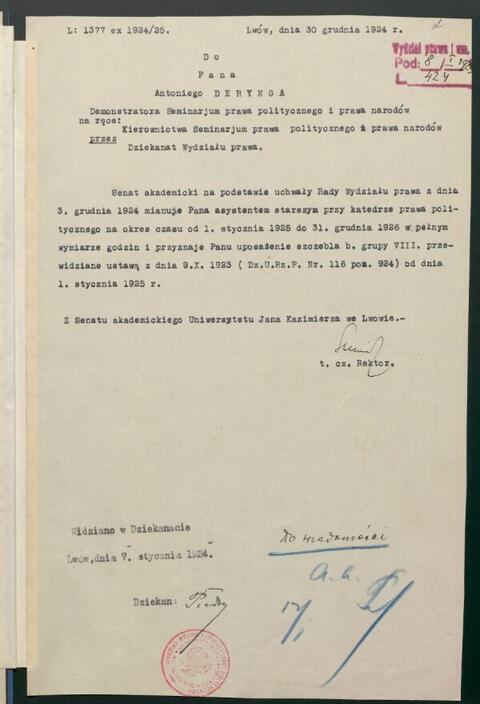 L: 1377 ex 1924/25. Lwów, dnia 30 grudnia 1924 r.
Wydział prawa i um.
Pod: 8/I
L. 424
Do
Pana
Antoniego DERYNGA
Demonstratora Seminarjum prawa politycznego i prawa narodów
na ręce:
Kierownictwa Seminarjum prawa politycznego i prawa narodów
przez
Dziekanat Wydziału prawa.
Senat akademicki na podstawie uchwały Rady Wydziału prawa z dnia
3. grudnia 1924 mianuje Pana asystentem starszym przy katedrze prawa poli-
tycznego na okres czasu od 1. stycznia 1925 do 31. grudnia 1926 w pełnym
wymiarze godzin i przyznaje Panu uposażenie szczebla b. grupy VIII. prze-
widziane ustawą z dnia 9.X. 1923 ( Dz.U.Rz.P. Nr. 116 poz. 924) od dnia
1. stycznia 1925 r.
Z Senatu akademickiego Uniwersytetu Jana Kazimierza we Lwowie.-
t. cz. Rektor.
Widziano w Dziekanacie
Lwów, dnia 7. stycznia 1924.
Do wiadomości
a.a.
Dziekan: